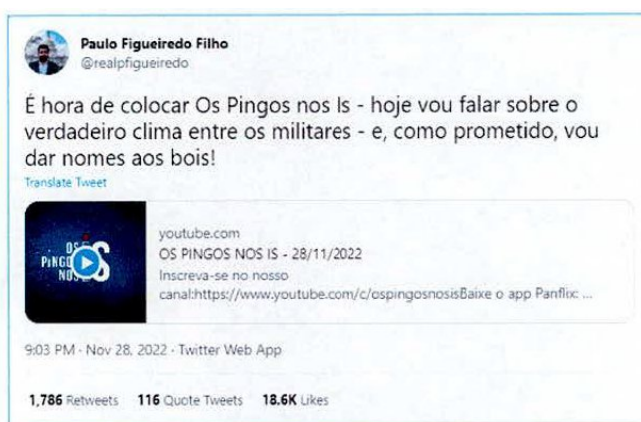 Paulo Figueiredo Filho
@realpfigueiredo
É hora de colocar Os Pingos nos Is - hoje vou falar sobre o
verdadeiro clima entre os militares - e, como prometido, vou
dar nomes aos bois!
Translate Tweet
OS
PINGOS
NOS
S
youtube.com
OS PINGOS NOS IS - 28/11/2022
Inscreva-se no nosso
canal:https://www.youtube.com/c/ospingosnosisBaixe o app Panflix: ...
9:03 PM · Nov 28, 2022 · Twitter Web App
1,786 Retweets 116 Quote Tweets 18.6K Likes